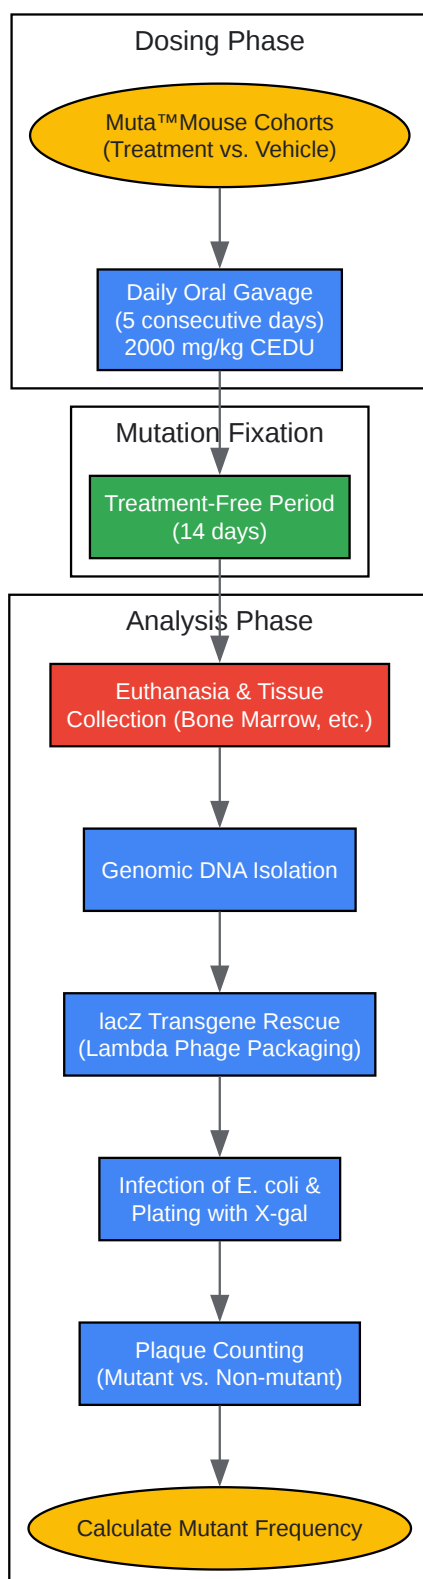 Dosing Phase
Muta™Mouse Cohorts
(Treatment vs. Vehicle)
Daily Oral Gavage
(5 consecutive days)
2000 mg/kg CEDU
Mutation Fixation
Treatment-Free Period
(14 days)
Analysis Phase
Euthanasia & Tissue
Collection (Bone Marrow, etc.)
Genomic DNA Isolation
lacZ Transgene Rescue
(Lambda Phage Packaging)
Infection of E. coli &
Plating with X-gal
Plaque Counting
(Mutant vs. Non-mutant)
Calculate Mutant Frequency